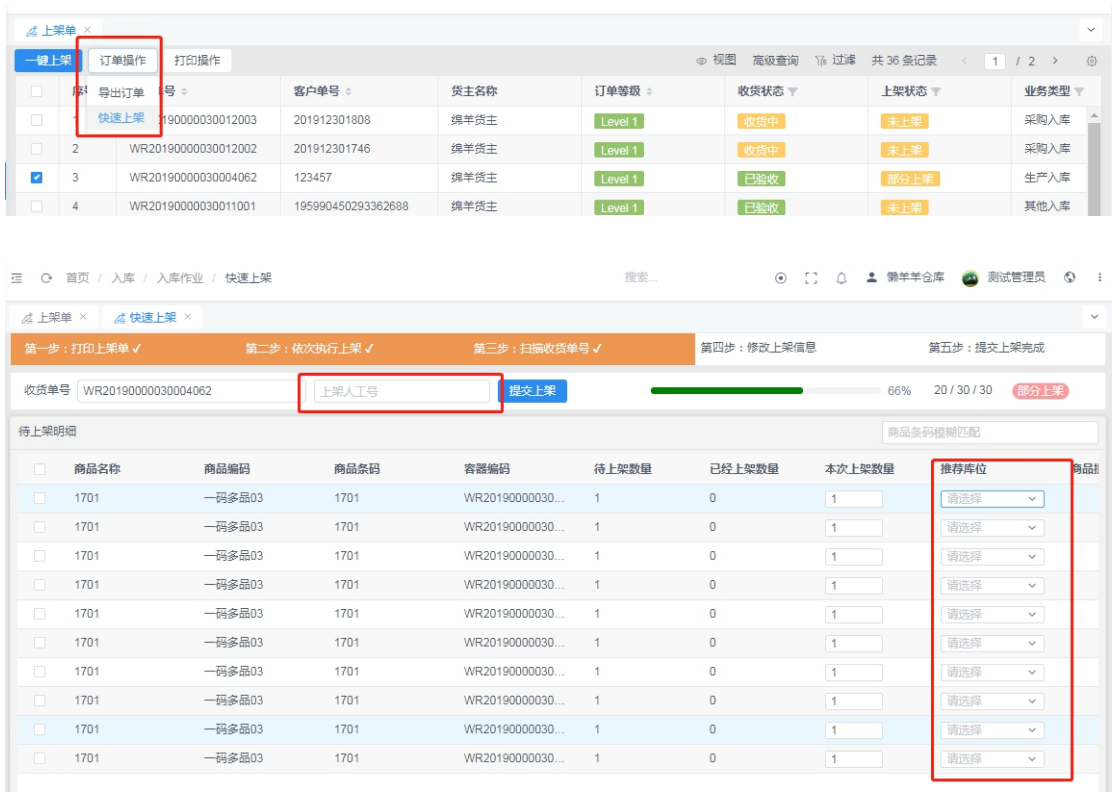 上架单 ×
一键上架 订单操作 打印操作 视图 高级查询 过滤 共 36 条记录 < 1 / 2 >
导出订单
快速上架
号 客户单号 货主名称 订单等级 收货状态 上架状态 业务类型
1 0190000030012003 201912301808 绵羊货主 Level 1 收货中 未上架 采购入库
2 WR20190000030012002 201912301746 绵羊货主 Level 1 收货中 未上架 采购入库
3 WR20190000030004062 123457 绵羊货主 Level 1 已验收 部分上架 生产入库
4 WR20190000030011001 195990450293362688 绵羊货主 Level 1 已验收 未上架 其他入库
首页 / 入库 / 入库作业 / 快速上架 搜索... 懒羊羊仓库 测试管理员
上架单 × 快速上架 ×
第一步：打印上架单 ✓ 第二步：依次执行上架 ✓ 第三步：扫描收货单号 ✓ 第四步：修改上架信息 第五步：提交上架完成
收货单号 WR20190000030004062 上架人工号 提交上架 66% 20 / 30 / 30 部分上架
待上架明细 商品条码模糊匹配
商品名称 商品编码 商品条码 容器编码 待上架数量 已经上架数量 本次上架数量 推荐库位 商品
1701 一码多品03 1701 WR20190000030... 1 0 1 请选择
1701 一码多品03 1701 WR20190000030... 1 0 1 请选择
1701 一码多品03 1701 WR20190000030... 1 0 1 请选择
1701 一码多品03 1701 WR20190000030... 1 0 1 请选择
1701 一码多品03 1701 WR20190000030... 1 0 1 请选择
1701 一码多品03 1701 WR20190000030... 1 0 1 请选择
1701 一码多品03 1701 WR20190000030... 1 0 1 请选择
1701 一码多品03 1701 WR20190000030... 1 0 1 请选择
1701 一码多品03 1701 WR20190000030... 1 0 1 请选择
1701 一码多品03 1701 WR20190000030... 1 0 1 请选择